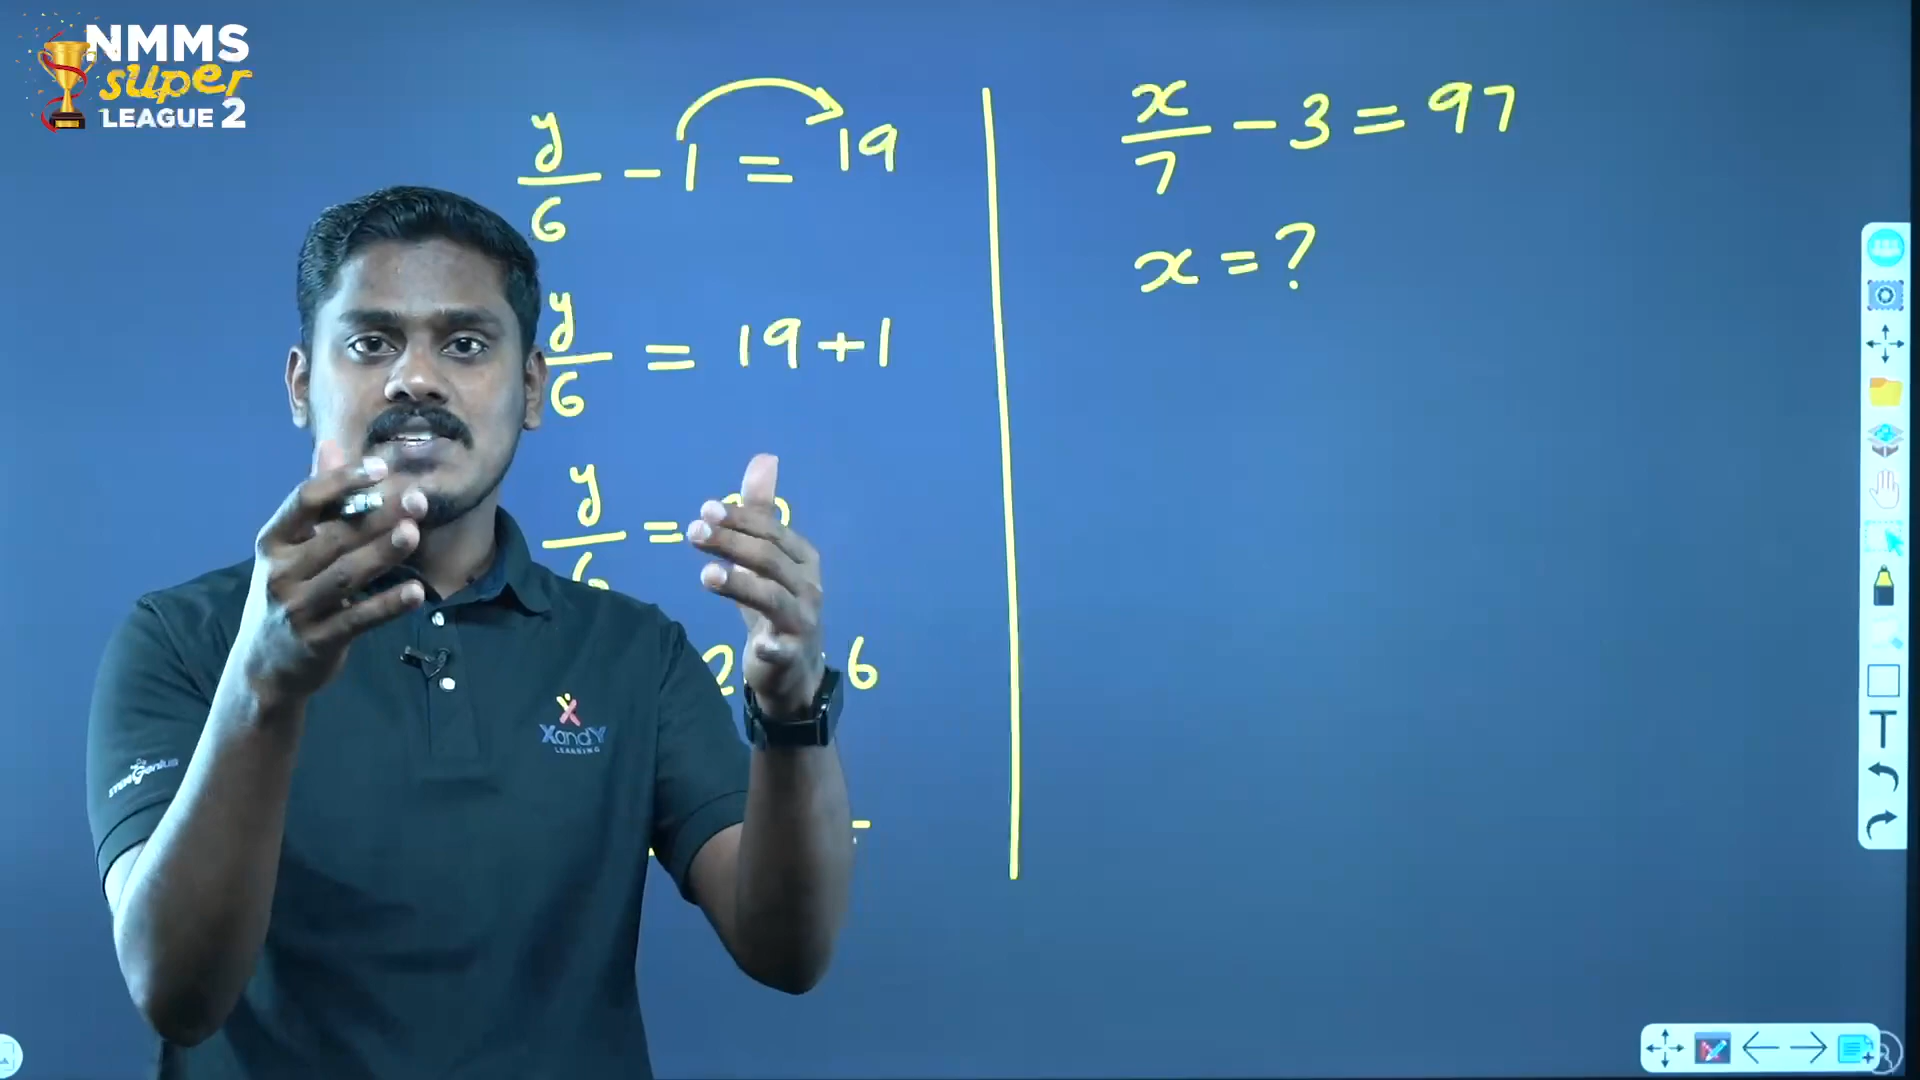 NMMS
super
LEAGUE 2
y/6 - 1 = 19
y/6 = 19 + 1
y/6 =
6
x/7 - 3 = 97
x = ?
XandY
LEARNING
T